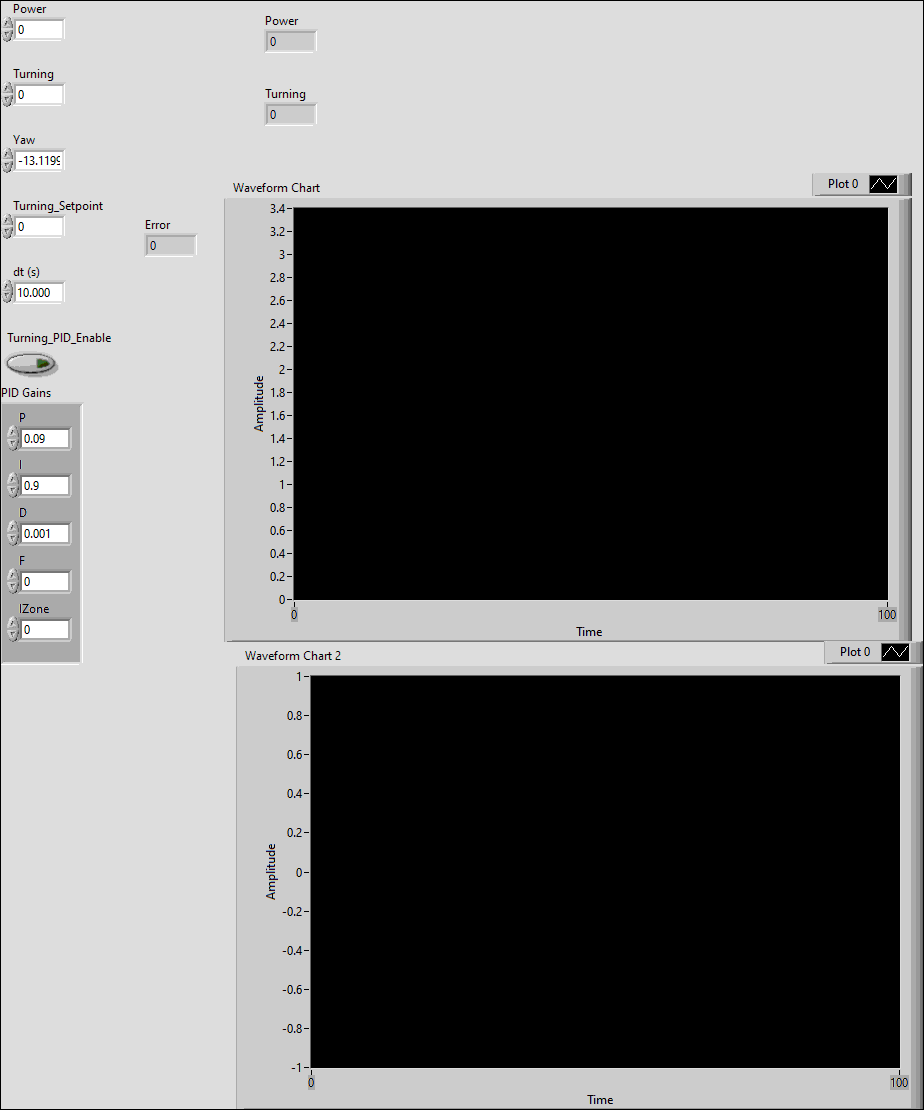 Power
0
Turning
0
Yaw
-13.1199
Turning_Setpoint
0
dt (s)
10.000
Turning_PID_Enable
PID Gains
P
0.09
I
0.9
D
0.001
F
0
IZone
0
Error
0
Power
0
Turning
0
Waveform Chart
Plot 0
3.4
3.2
3
2.8
2.6
2.4
2.2
2
1.8
1.6
1.4
1.2
1
0.8
0.6
0.4
0.2
0
Amplitude
0
100
Time
Waveform Chart 2
Plot 0
1
0.8
0.6
0.4
0.2
0
-0.2
-0.4
-0.6
-0.8
-1
Amplitude
0
100
Time